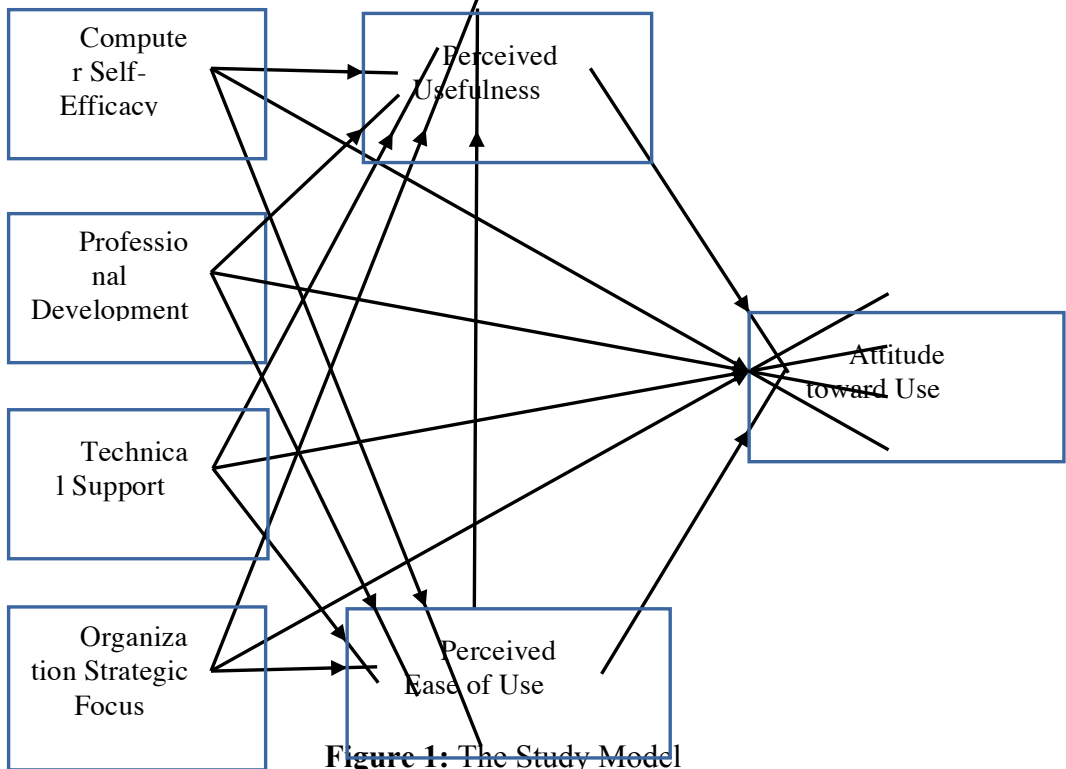 Compute
r Self-
Efficacy
Perceived
Usefulness
Professio
nal
Development
Attitude
toward Use
Technica
l Support
Organiza
tion Strategic
Focus
Perceived
Ease of Use
Figure 1: The Study Model